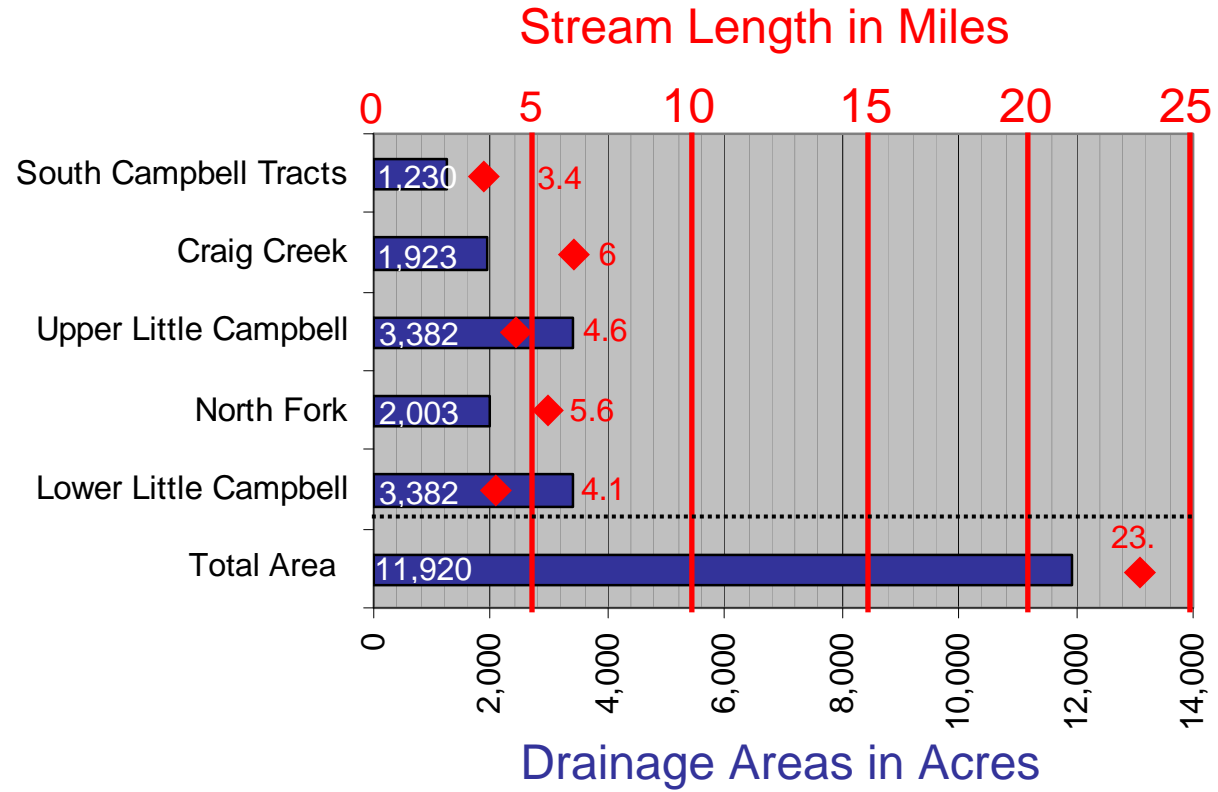 Stream Length in Miles
0 5 10 15 20 25
South Campbell Tracts 1,230 3.4
Craig Creek 1,923 6
Upper Little Campbell 3,382 4.6
North Fork 2,003 5.6
Lower Little Campbell 3,382 4.1
23.
Total Area 11,920
0 2,000 4,000 6,000 8,000 10,000 12,000 14,000
Drainage Areas in Acres